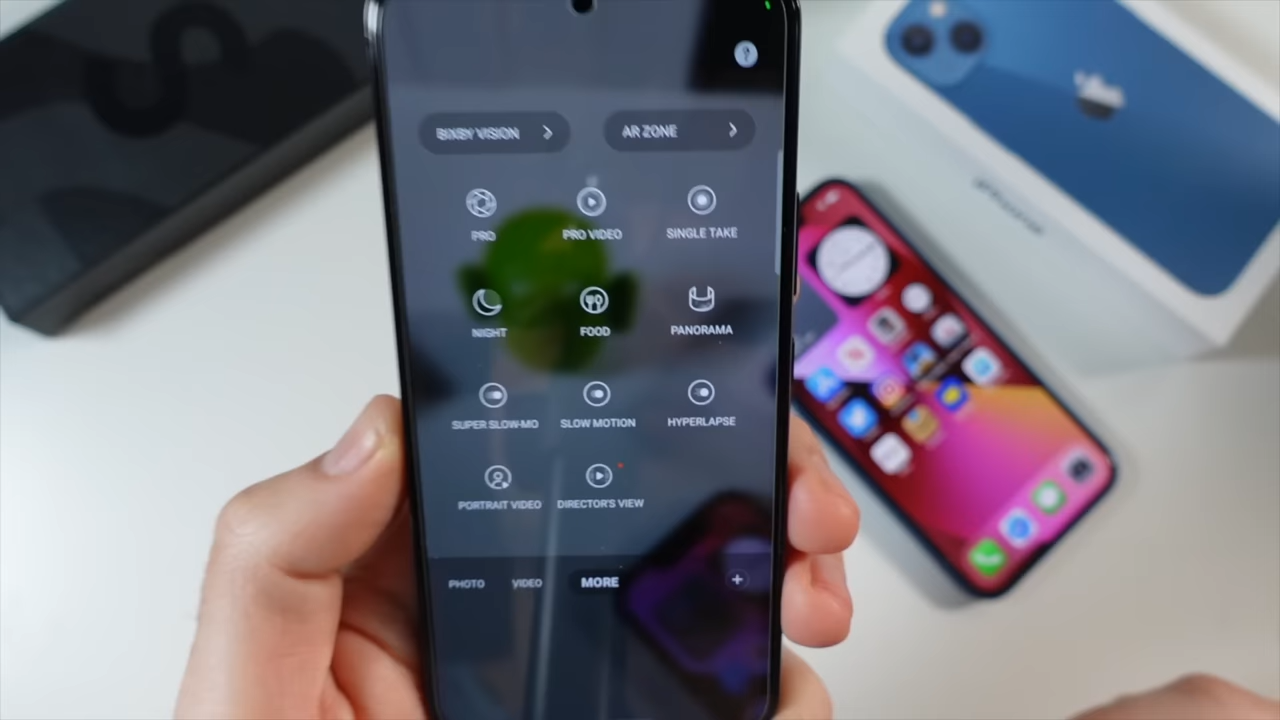 BIXBY VISION
AR ZONE
PRO
PRO VIDEO
SINGLE TAKE
NIGHT
FOOD
PANORAMA
SUPER SLOW-MO
SLOW MOTION
HYPERLAPSE
PORTRAIT VIDEO
DIRECTOR'S VIEW
PHOTO
VIDEO
MORE
iPhone